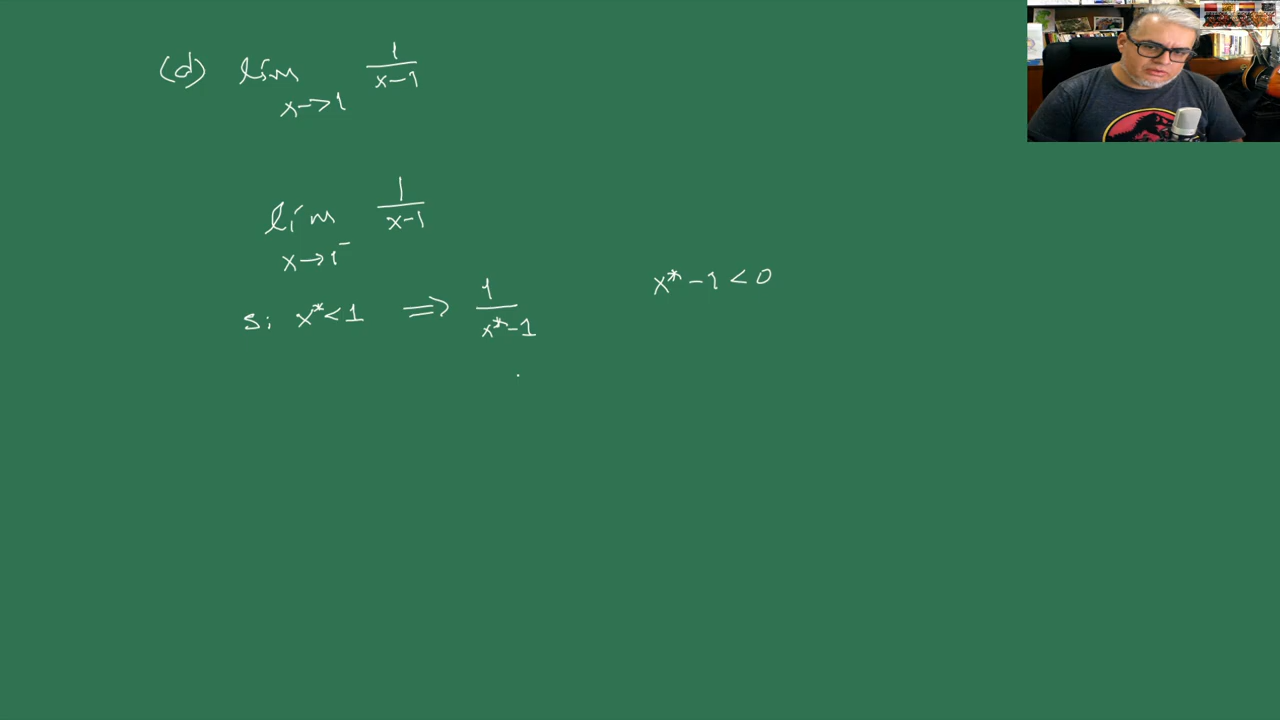 (d) lím x->1 1/(x-1)
lím x→1⁻ 1/(x-1)
x* - 1 < 0
Si x* < 1 ⟹ 1/(x* - 1)